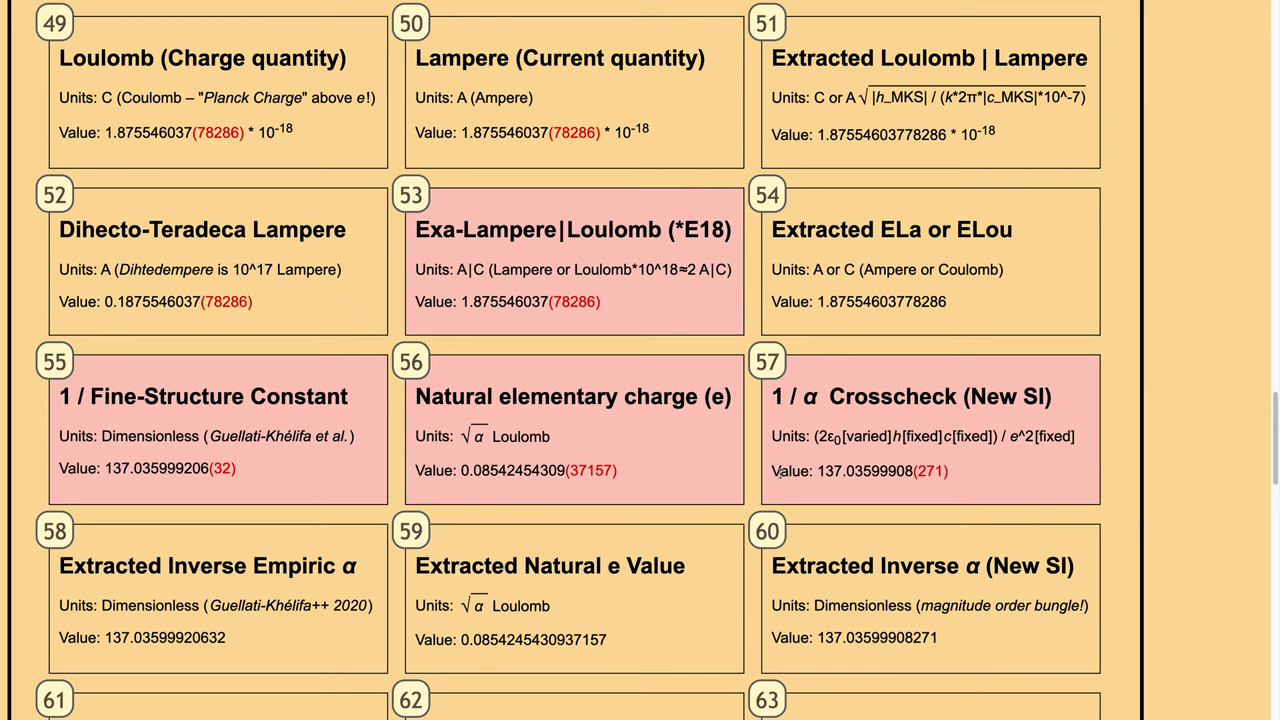 49
Loulomb (Charge quantity)
Units: C (Coulomb – "Planck Charge" above e!)
Value: 1.875546037(78286) * 10^-18
50
Lampere (Current quantity)
Units: A (Ampere)
Value: 1.875546037(78286) * 10^-18
51
Extracted Loulomb | Lampere
Units: C or A √|h_MKS| / (k*2π*|c_MKS|*10^-7)
Value: 1.87554603778286 * 10^-18
52
Dihecto-Teradeca Lampere
Units: A (Dihtedempere is 10^17 Lampere)
Value: 0.1875546037(78286)
53
Exa-Lampere|Loulomb (*E18)
Units: A|C (Lampere or Loulomb*10^18≈2 A|C)
Value: 1.875546037(78286)
54
Extracted ELa or ELou
Units: A or C (Ampere or Coulomb)
Value: 1.87554603778286
55
1 / Fine-Structure Constant
Units: Dimensionless (Guellati-Khélifa et al.)
Value: 137.035999206(32)
56
Natural elementary charge (e)
Units: √α Loulomb
Value: 0.08542454309(37157)
57
1 / α Crosscheck (New SI)
Units: (2ε₀[varied]h[fixed]c[fixed]) / e^2[fixed]
Value: 137.03599908(271)
58
Extracted Inverse Empiric α
Units: Dimensionless (Guellati-Khélifa++ 2020)
Value: 137.03599920632
59
Extracted Natural e Value
Units: √α Loulomb
Value: 0.0854245430937157
60
Extracted Inverse α (New SI)
Units: Dimensionless (magnitude order bungle!)
Value: 137.03599908271
61
62
63